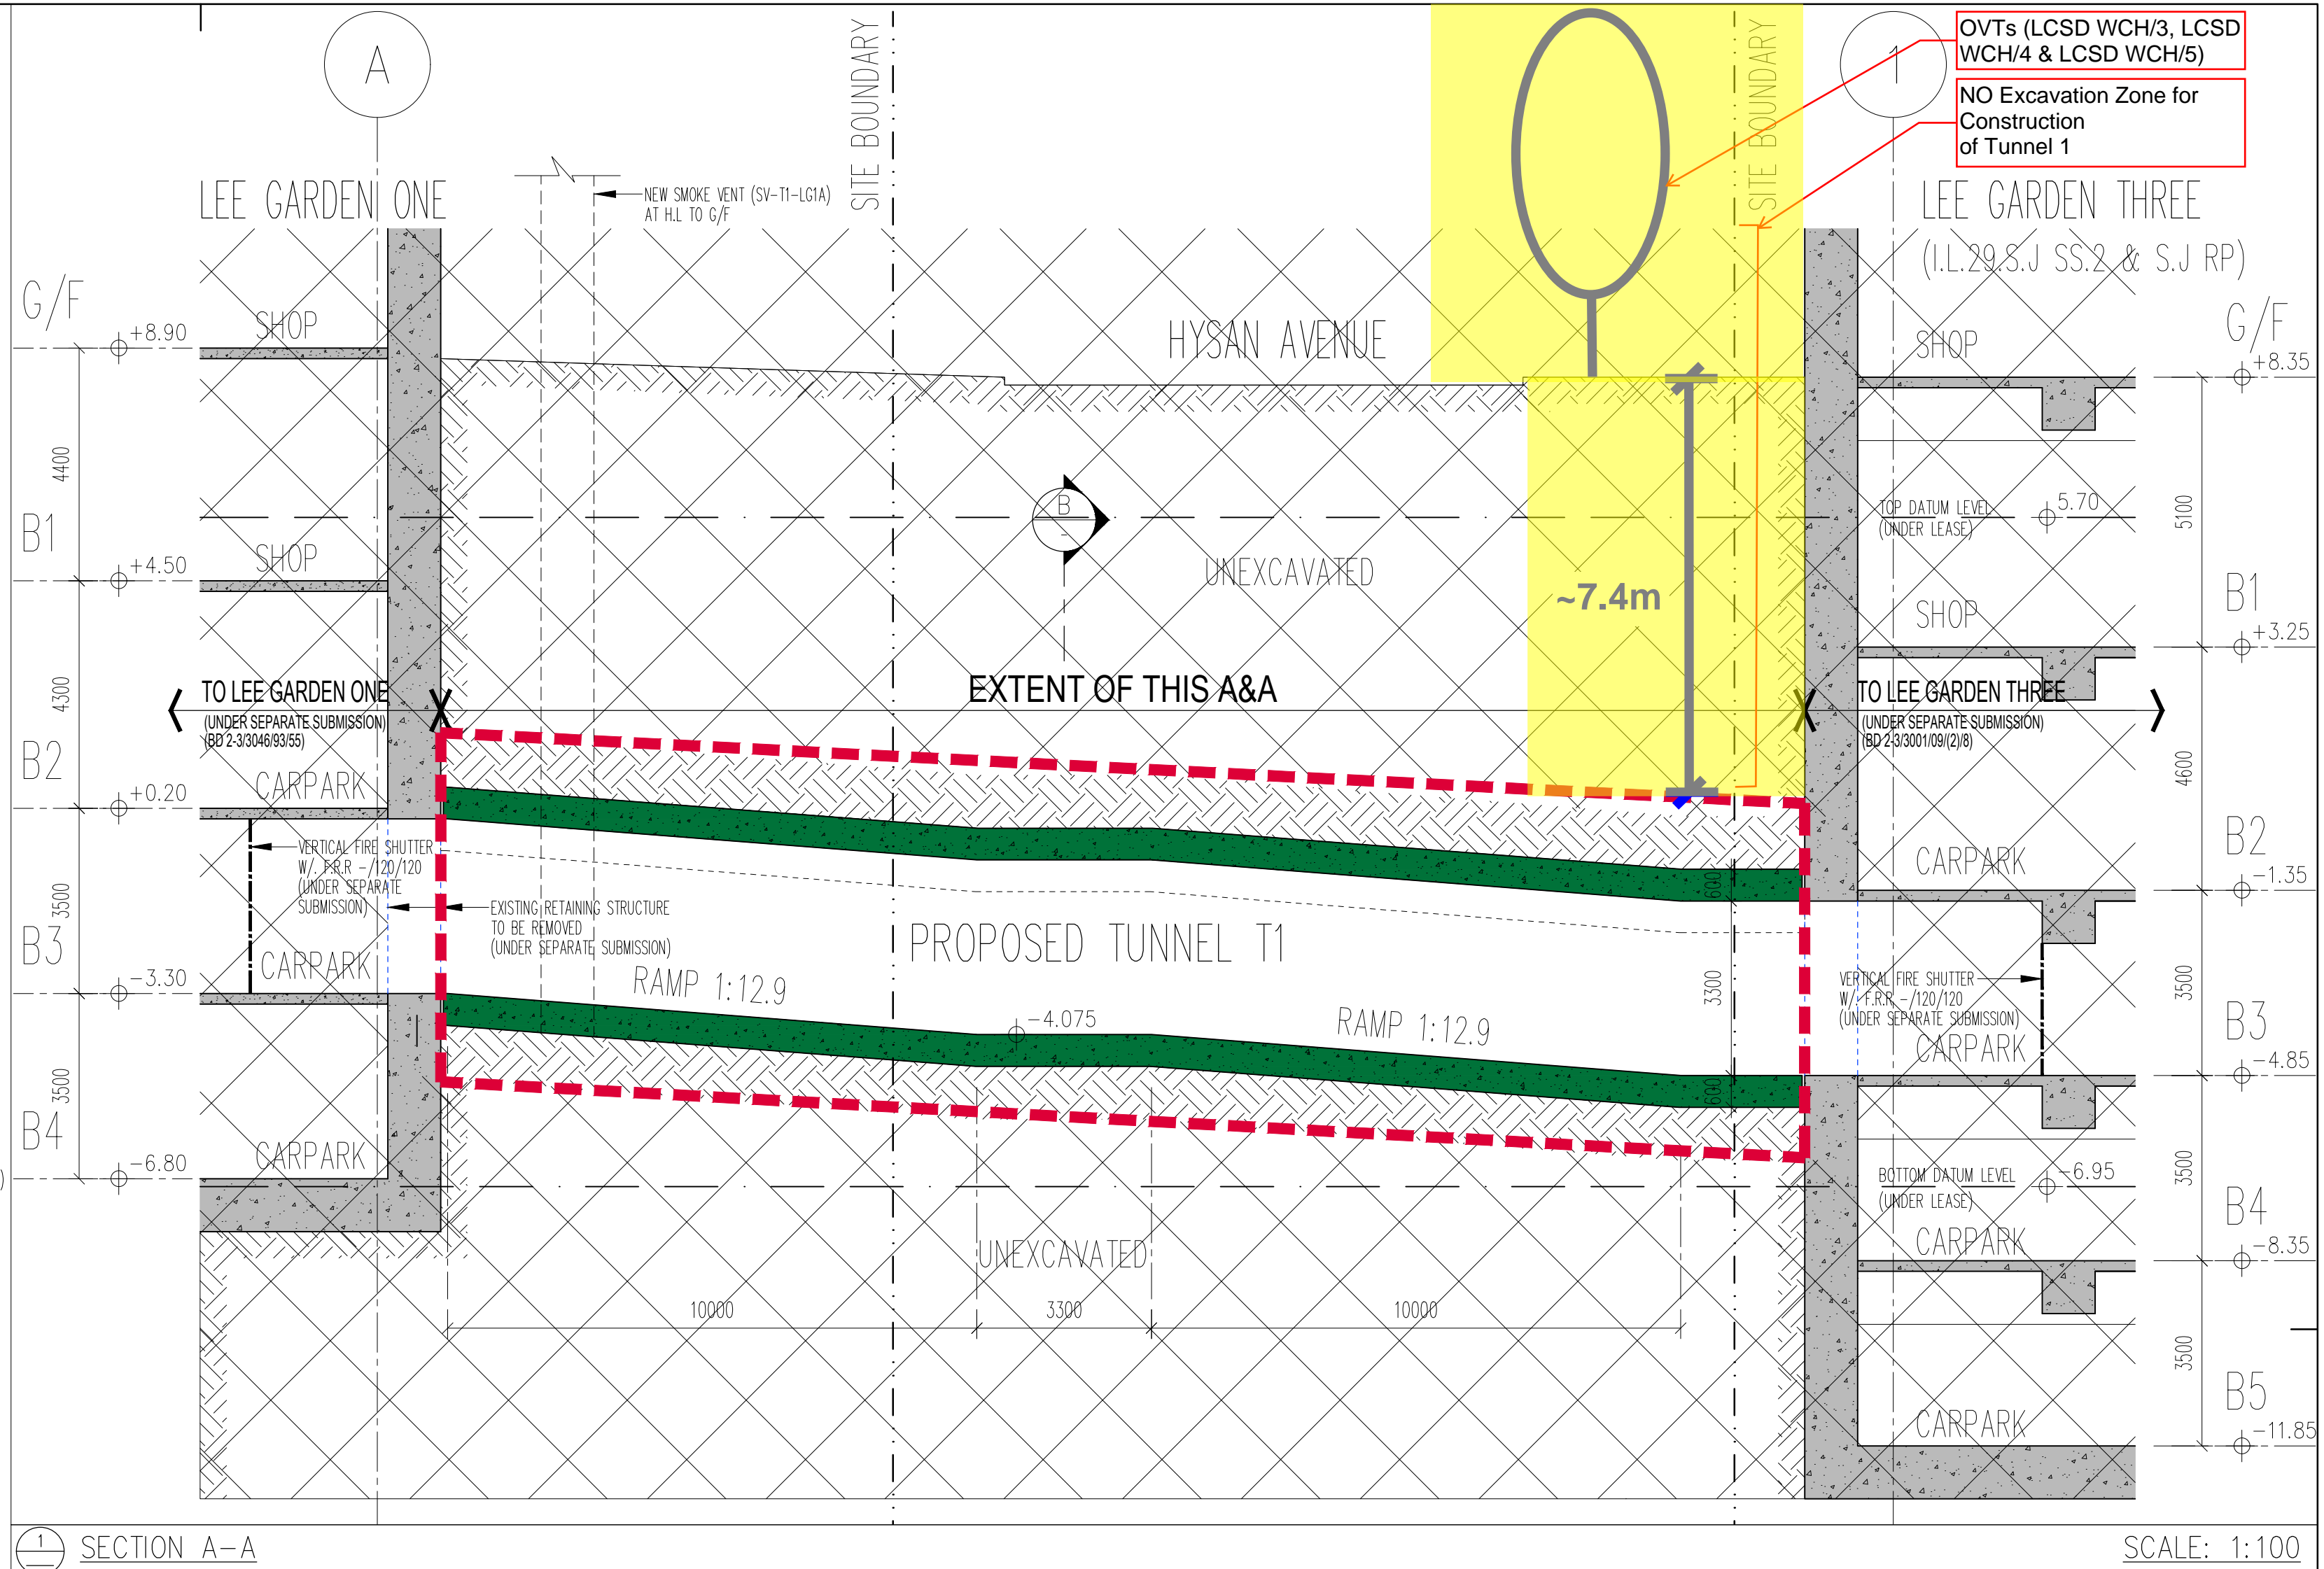 A
SITE BOUNDARY
SITE BOUNDARY
1
OVTs (LCSD WCH/3, LCSD
WCH/4 & LCSD WCH/5)
NO Excavation Zone for
Construction
of Tunnel 1
LEE GARDEN ONE
NEW SMOKE VENT (SV-T1-LG1A)
AT H.L TO G/F
LEE GARDEN THREE
(I.L.29.S.J SS.2 & S.J RP)
G/F
+8.90
SHOP
HYSAN AVENUE
SHOP
G/F
+8.35
4400
B1
+4.50
SHOP
B
-
UNEXCAVATED
~7.4m
TOP DATUM LEVEL
(UNDER LEASE)
5.70
5100
SHOP
B1
+3.25
4300
TO LEE GARDEN ONE
(UNDER SEPARATE SUBMISSION)
(BD 2-3/3046/93/55)
EXTENT OF THIS A&A
TO LEE GARDEN THREE
(UNDER SEPARATE SUBMISSION)
(BD 2-3/3001/09/(2)/8)
B2
+0.20
CARPARK
4600
B2
-1.35
CARPARK
3500
VERTICAL FIRE SHUTTER
W/. F.R.R -/120/120
(UNDER SEPARATE
SUBMISSION)
EXISTING RETAINING STRUCTURE
TO BE REMOVED
(UNDER SEPARATE SUBMISSION)
600
PROPOSED TUNNEL T1
B3
-3.30
CARPARK
RAMP 1:12.9
-4.075
RAMP 1:12.9
3300
600
VERTICAL FIRE SHUTTER
W/. F.R.R -/120/120
(UNDER SEPARATE SUBMISSION)
CARPARK
3500
B3
-4.85
3500
B4
-6.80
CARPARK
)
BOTTOM DATUM LEVEL
(UNDER LEASE)
-6.95
3500
B4
-8.35
CARPARK
UNEXCAVATED
10000
3300
10000
3500
B5
-11.85
CARPARK
1
SECTION A-A
SCALE: 1:100